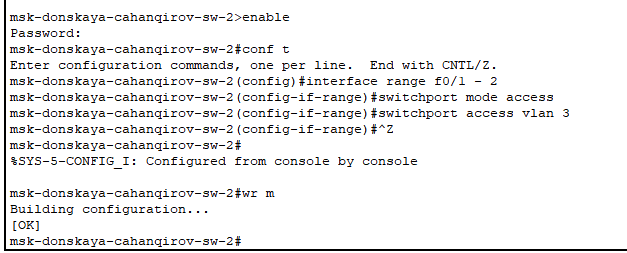 msk-donskaya-cahanqirov-sw-2>enable
Password:
msk-donskaya-cahanqirov-sw-2#conf t
Enter configuration commands, one per line.  End with CNTL/Z.
msk-donskaya-cahanqirov-sw-2(config)#interface range f0/1 - 2
msk-donskaya-cahanqirov-sw-2(config-if-range)#switchport mode access
msk-donskaya-cahanqirov-sw-2(config-if-range)#switchport access vlan 3
msk-donskaya-cahanqirov-sw-2(config-if-range)#^Z
msk-donskaya-cahanqirov-sw-2#
%SYS-5-CONFIG_I: Configured from console by console

msk-donskaya-cahanqirov-sw-2#wr m
Building configuration...
[OK]
msk-donskaya-cahanqirov-sw-2#